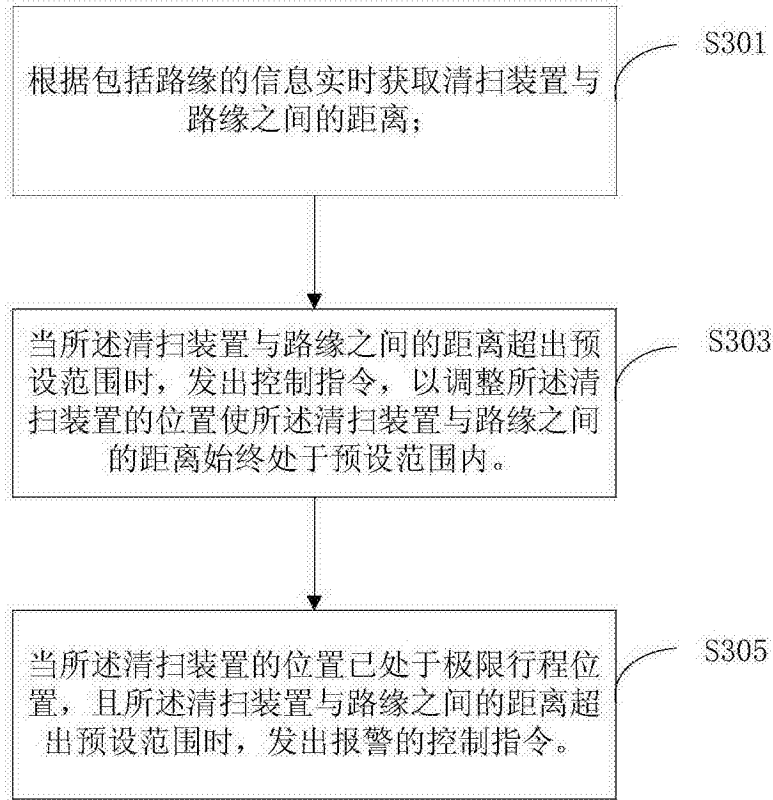 S301
根据包括路缘的信息实时获取清扫装置与
路缘之间的距离；
S303
当所述清扫装置与路缘之间的距离超出预
设范围时，发出控制指令，以调整所述清
扫装置的位置使所述清扫装置与路缘之间
的距离始终处于预设范围内。
S305
当所述清扫装置的位置已处于极限行程位
置，且所述清扫装置与路缘之间的距离超
出预设范围时，发出报警的控制指令。